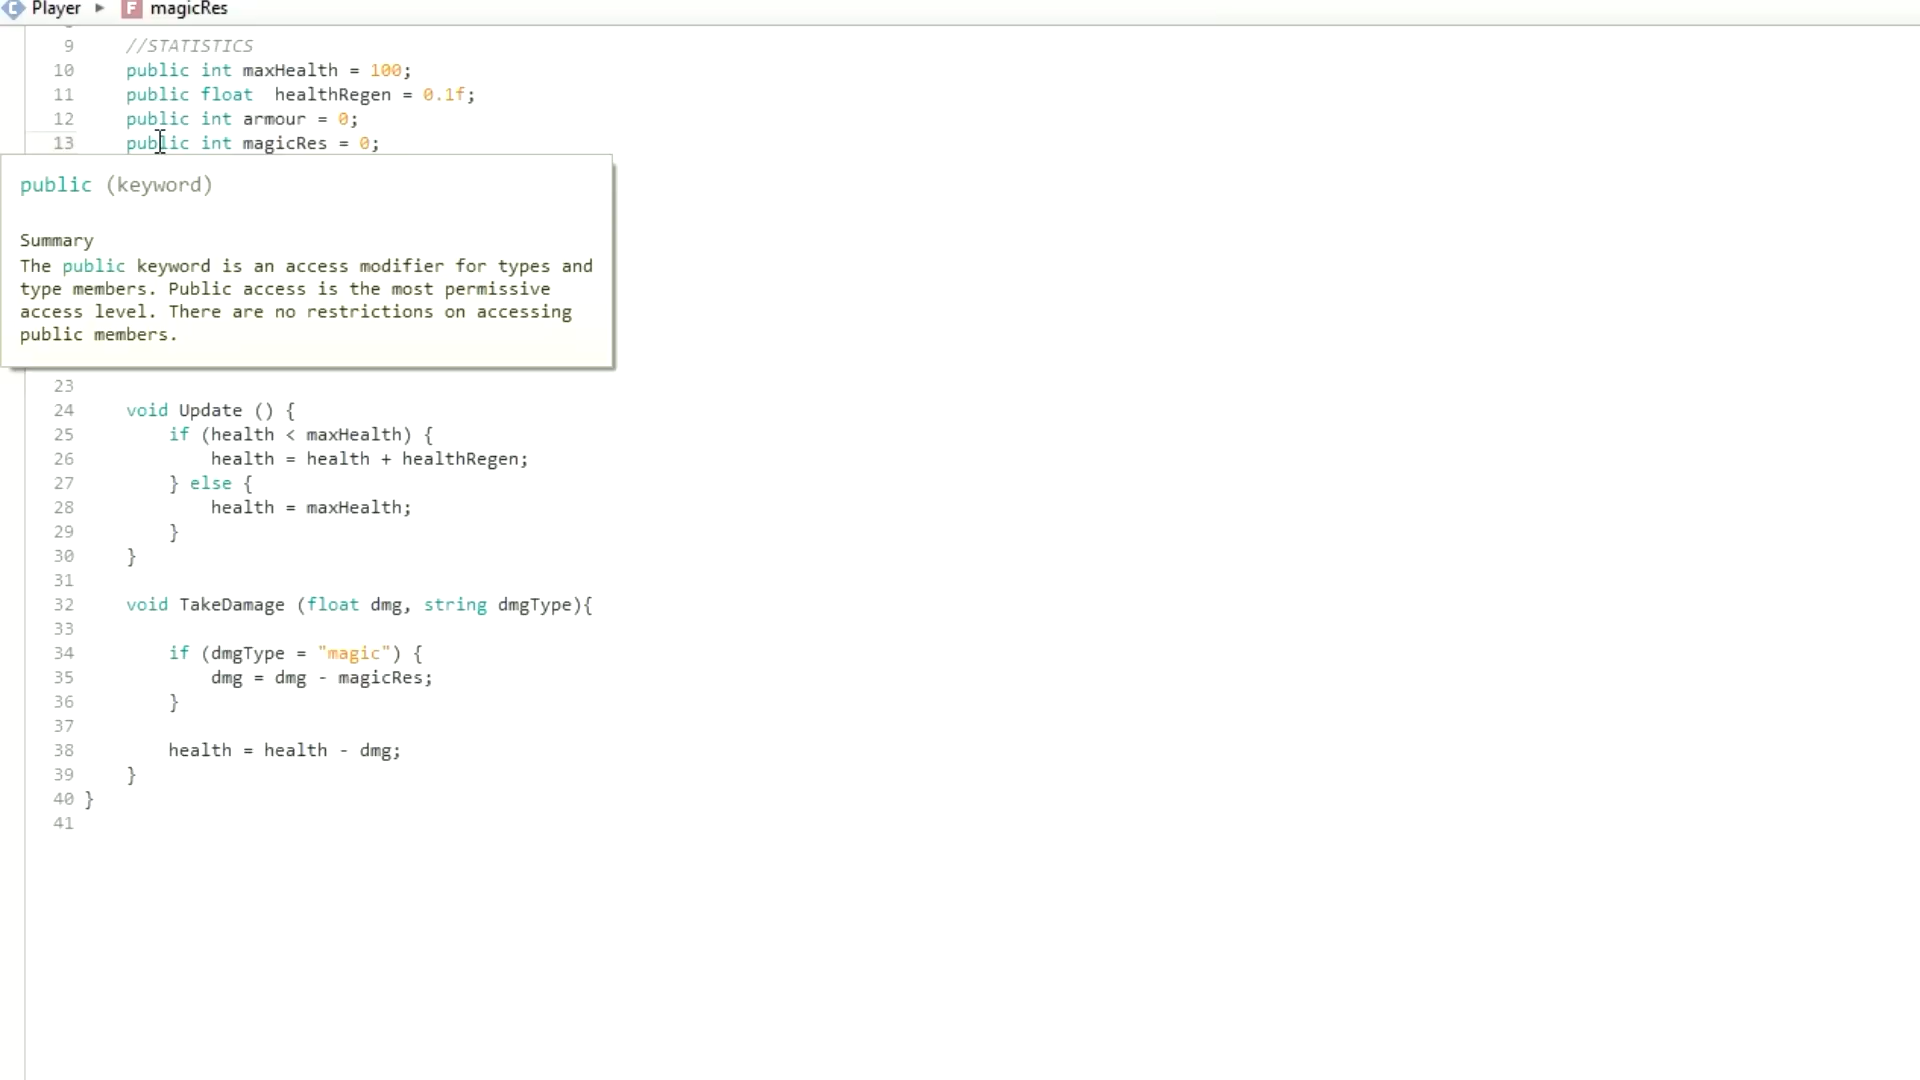 Player ▸ F magicRes
9 //STATISTICS
10 public int maxHealth = 100;
11 public float  healthRegen = 0.1f;
12 public int armour = 0;
13 public int magicRes = 0;
public (keyword)
Summary
The public keyword is an access modifier for types and
type members. Public access is the most permissive
access level. There are no restrictions on accessing
public members.
23
24 void Update () {
25 if (health < maxHealth) {
26 health = health + healthRegen;
27 } else {
28 health = maxHealth;
29 }
30 }
31
32 void TakeDamage (float dmg, string dmgType){
33
34 if (dmgType = "magic") {
35 dmg = dmg - magicRes;
36 }
37
38 health = health - dmg;
39 }
40 }
41